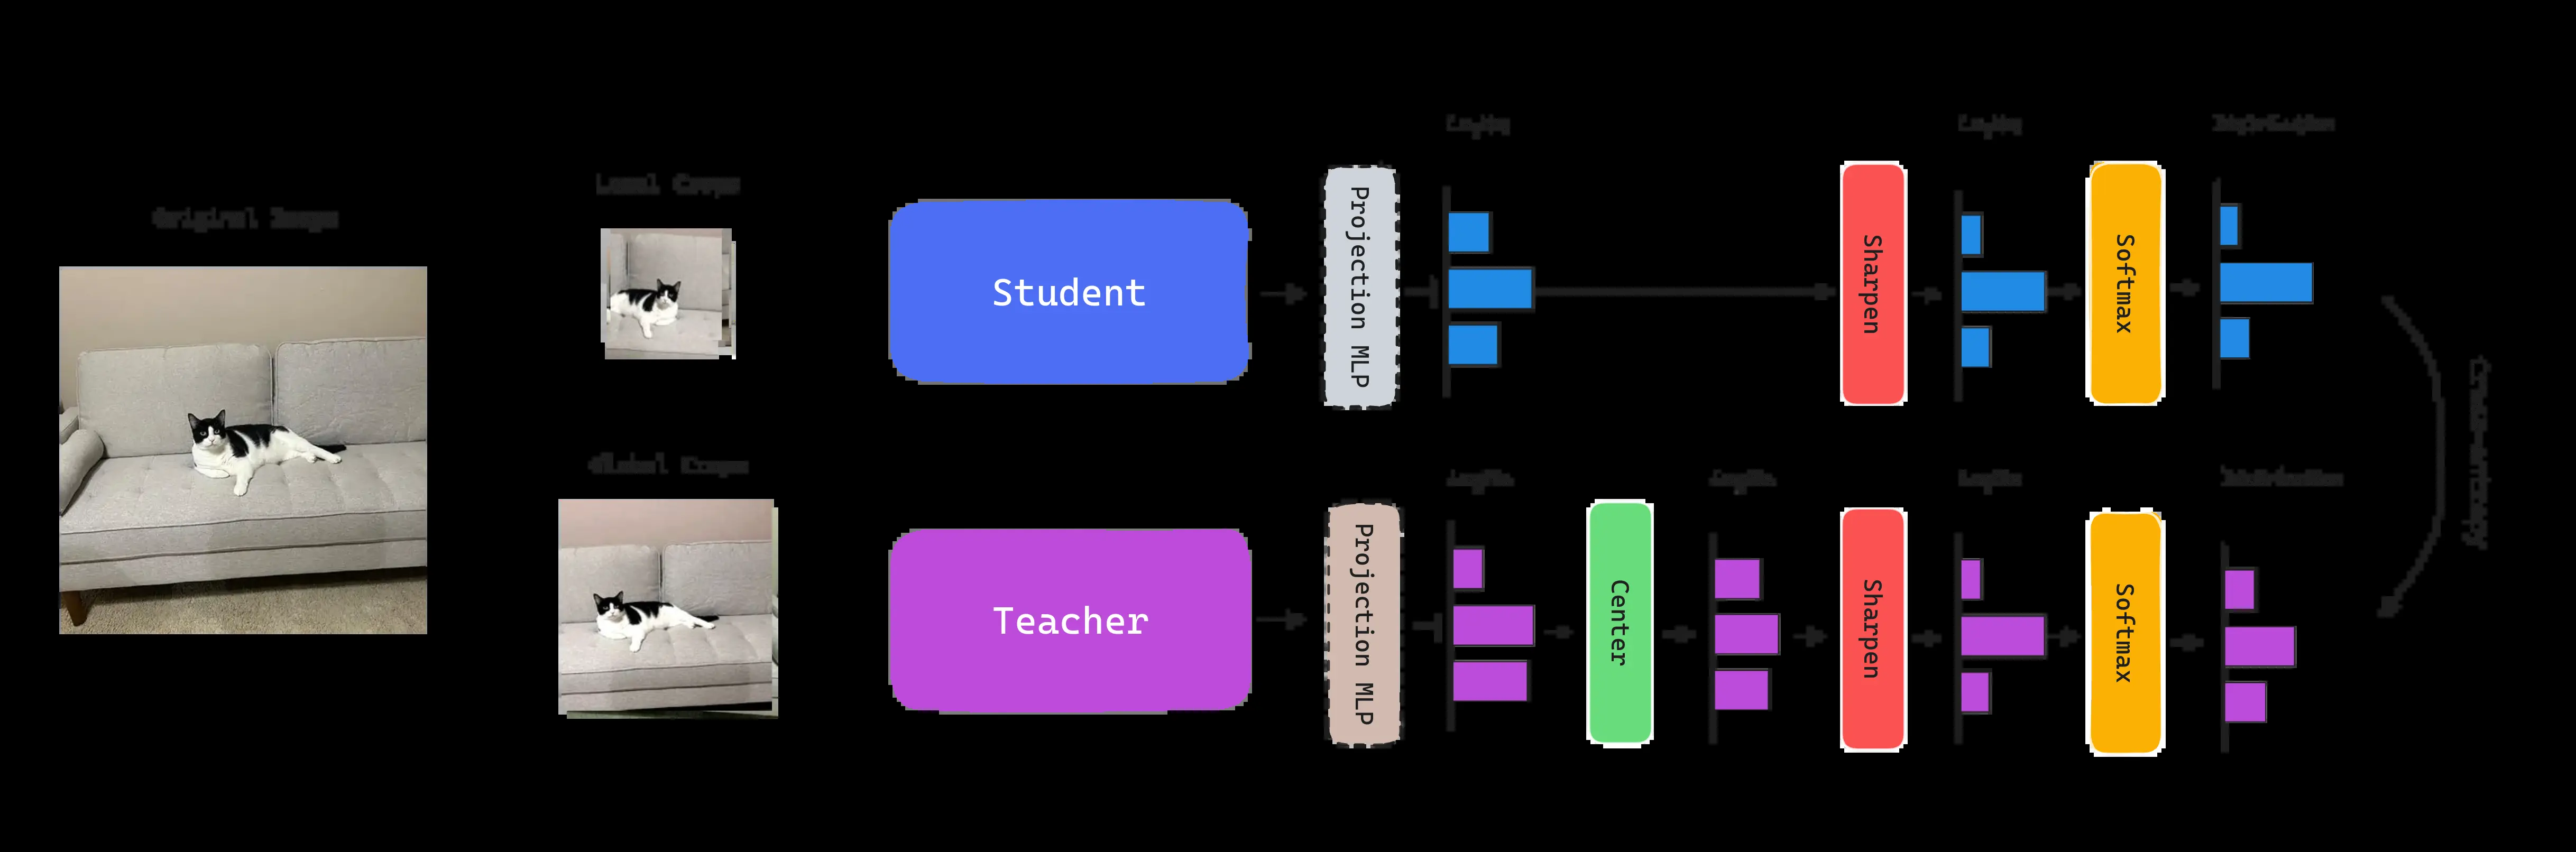 Original Image
Local Crops
Global Crops
Student
Teacher
Projection MLP
Projection MLP
Logits
Logits
Logits
Center
Logits
Sharpen
Sharpen
Logits
Softmax
Softmax
Distribution
Distribution
Cross-entropy